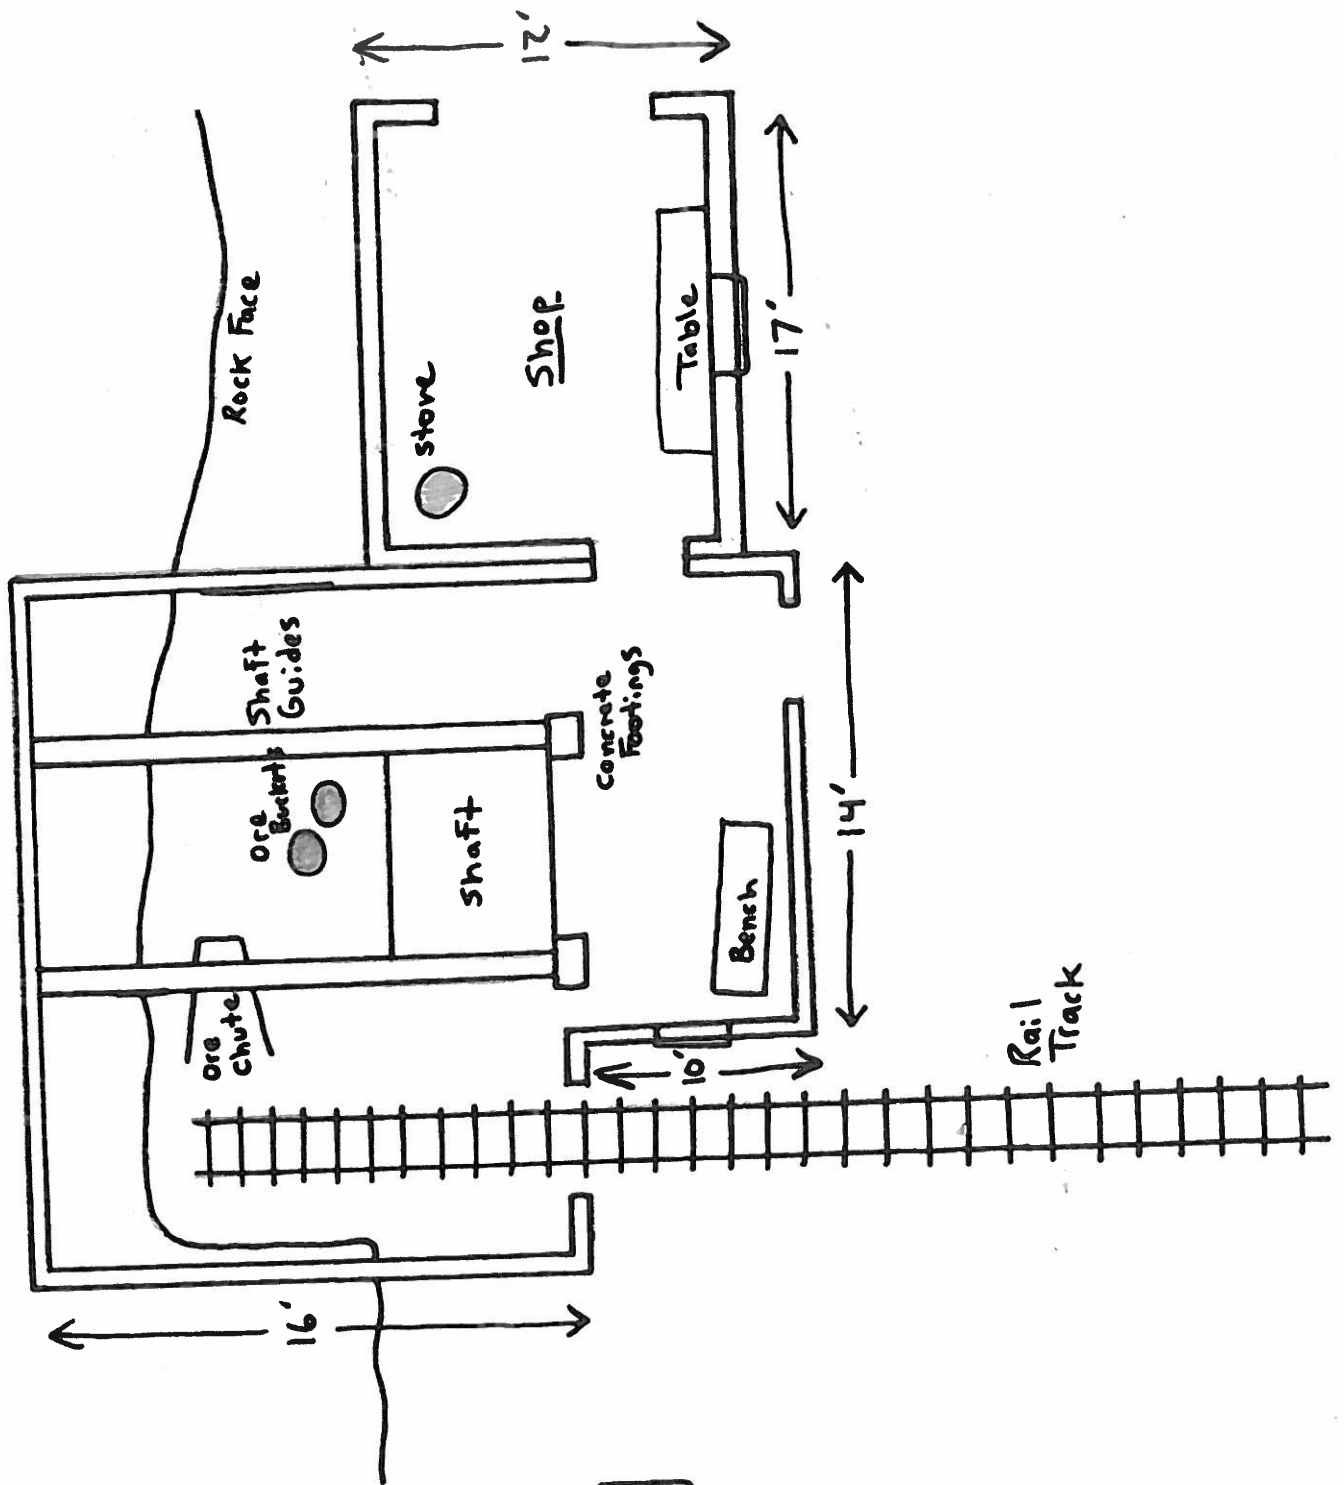 Ore
Chute
Rock Face
Shaft
Guides
Ore
Buckets
16'
Stove
Shaft
12'
Shop
Concrete
Footings
Table
10'
Bench
17'
14'
Rail
Track